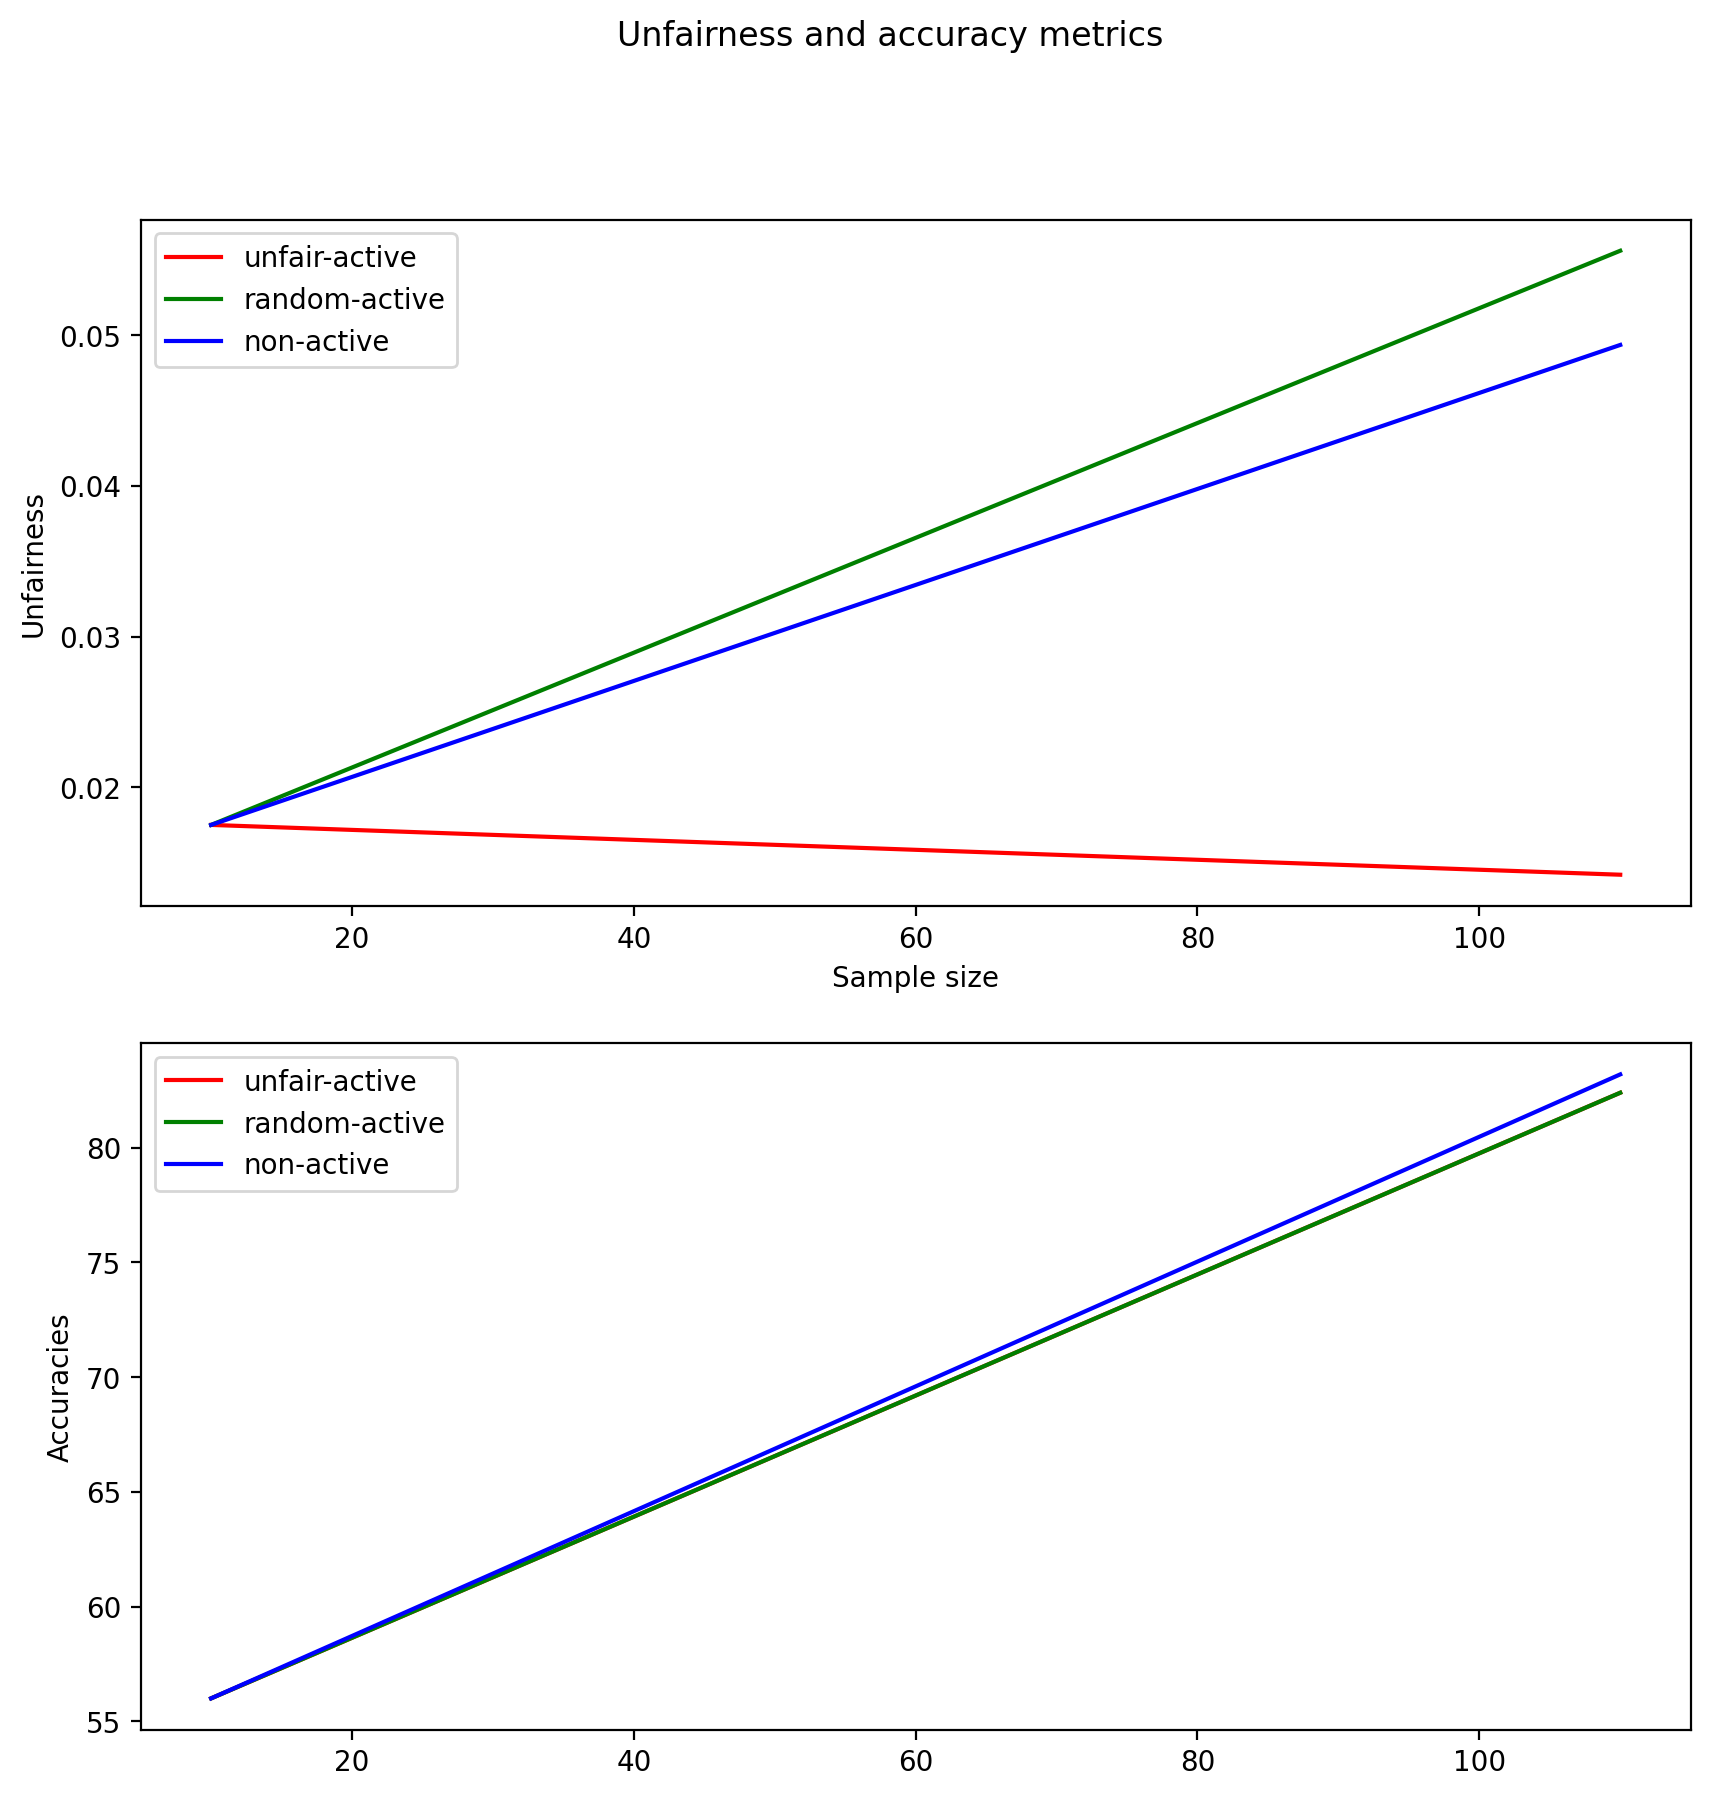 Unfairness and accuracy metrics
unfair-active
random-active
non-active
0.05
0.04
0.03
0.02
Unfairness
20 40 60 80 100
Sample size
unfair-active
random-active
non-active
80
75
70
65
60
55
Accuracies
20 40 60 80 100